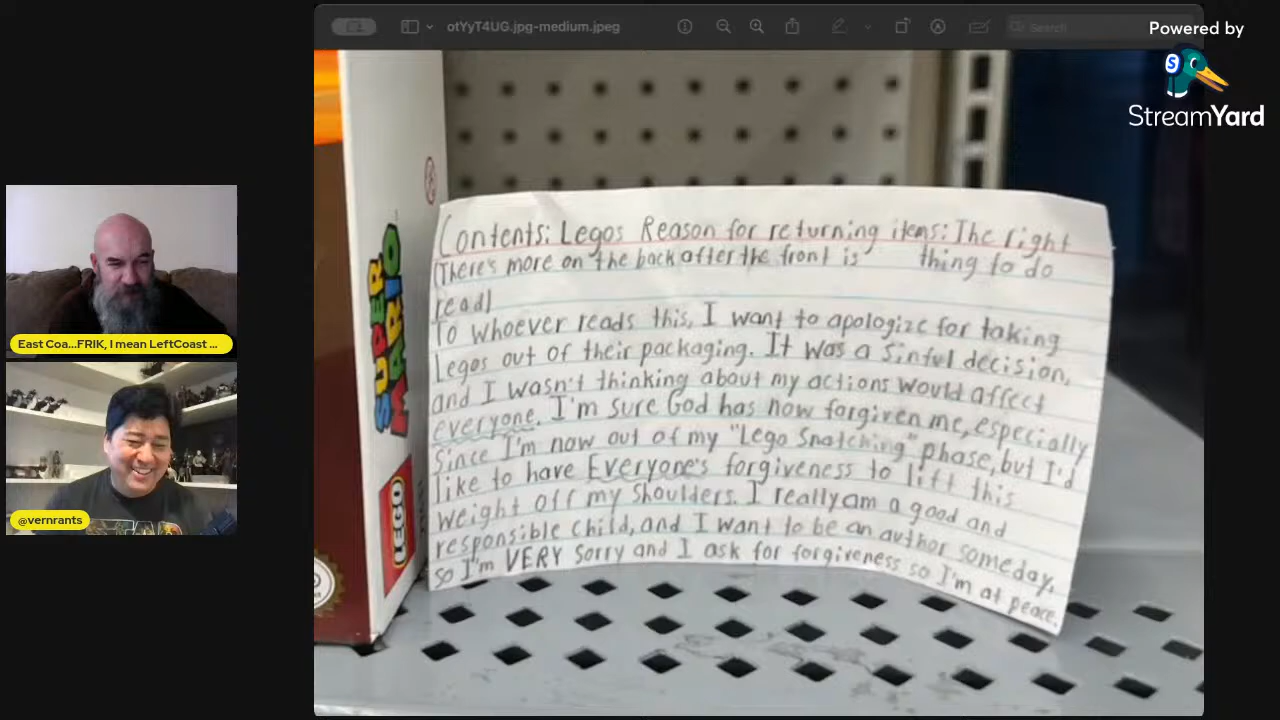 otYyT4UG.jpg-medium.jpeg
Search
Powered by
S
StreamYard
SUPER
MARIO
LEGO
Contents: Legos Reason for returning items: The right
(There's more on the back after the front is thing to do
read)
To whoever reads this, I want to apologize for taking
Legos out of their packaging. It was a sinful decision,
and I wasn't thinking about my actions would affect
everyone. I'm sure God has now forgiven me, especially
since I'm now out of my "Lego Snatching" phase, but I'd
like to have Everyone's forgiveness to lift this
weight off my shoulders. I really am a good and
responsible child, and I want to be an author someday,
so I'm VERY sorry and I ask for forgiveness so I'm at peace.
East Coa...FRIK, I mean LeftCoast ...
@vernrants